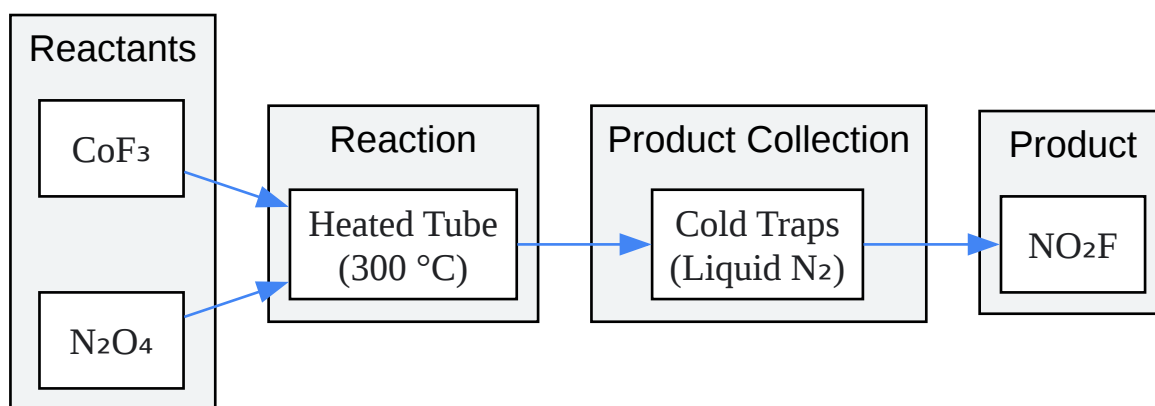 Reactants
CoF₃
N₂O₄
Reaction
Heated Tube
(300 °C)
Product Collection
Cold Traps
(Liquid N₂)
Product
NO₂F